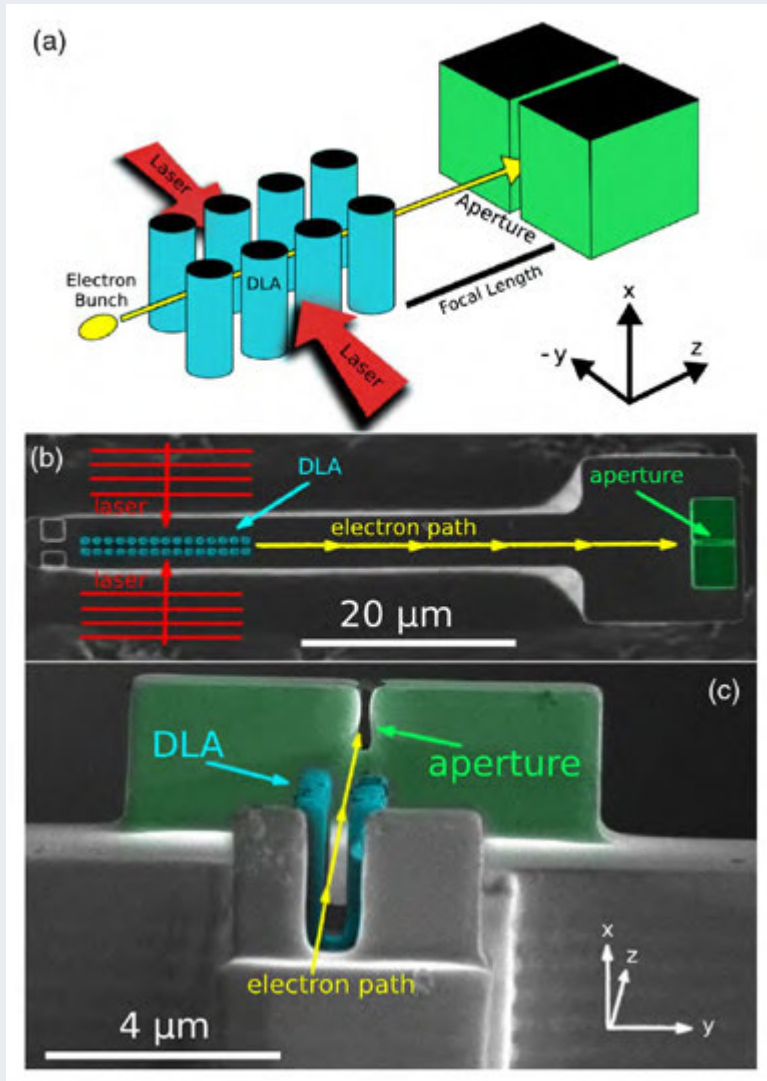 (a)
Laser
Electron
Bunch
DLA
Laser
Aperture
Focal Length
x
-y
z
(b)
DLA
laser
aperture
electron path
laser
20 μm
(c)
DLA
aperture
electron path
4 μm
x
z
y